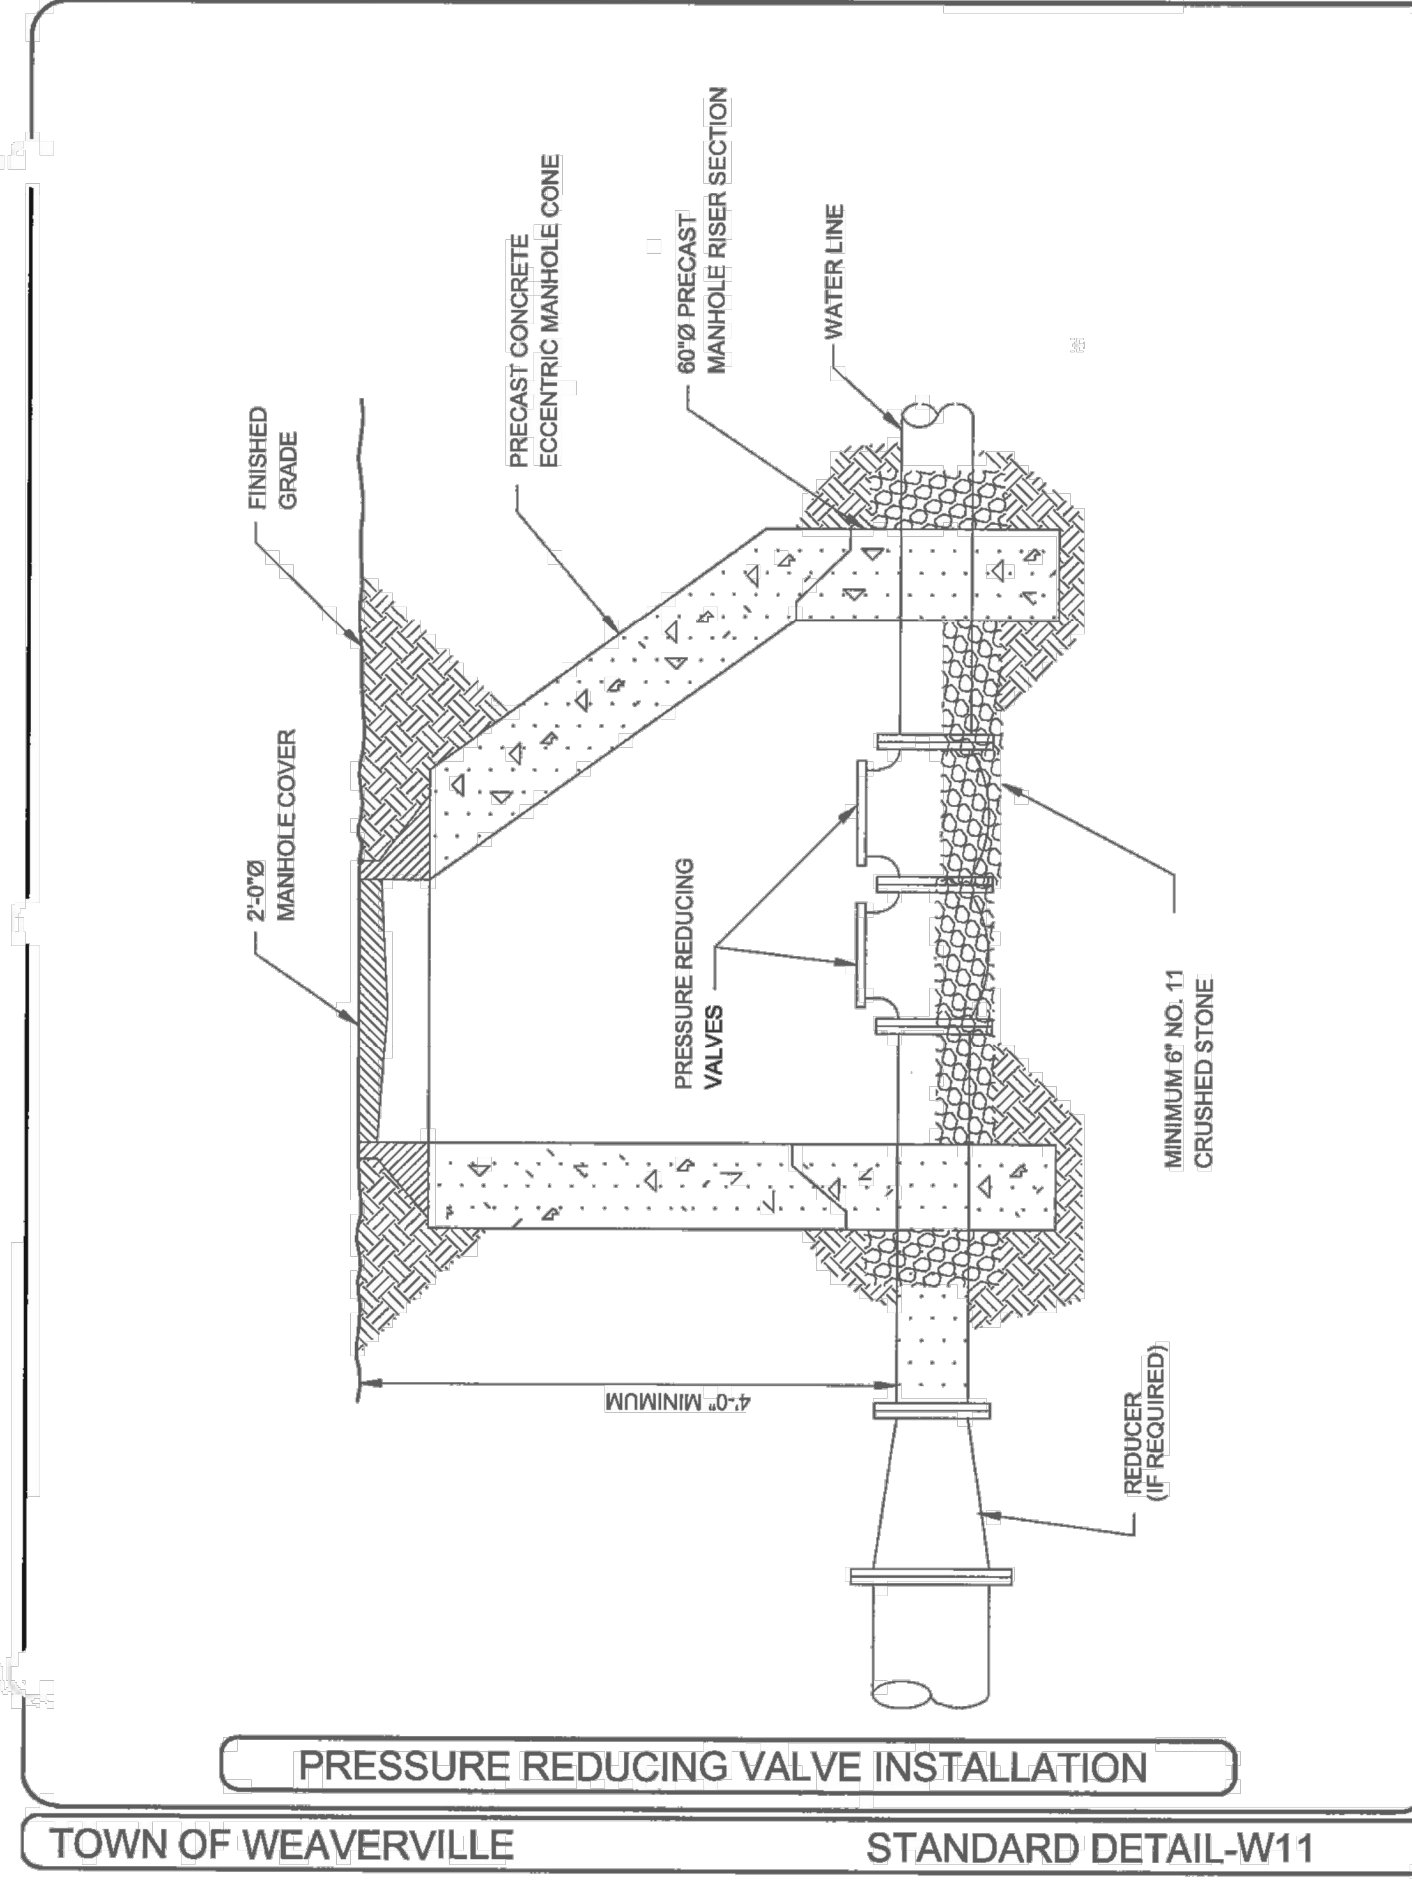 FINISHED
GRADE
2'-0"Ø
MANHOLE COVER
PRECAST CONCRETE
ECCENTRIC MANHOLE CONE
60"Ø PRECAST
MANHOLE RISER SECTION
WATER LINE
PRESSURE REDUCING
VALVES
4'-0" MINIMUM
MINIMUM 6" NO. 11
CRUSHED STONE
REDUCER
(IF REQUIRED)
PRESSURE REDUCING VALVE INSTALLATION
TOWN OF WEAVERVILLE
STANDARD DETAIL-W11